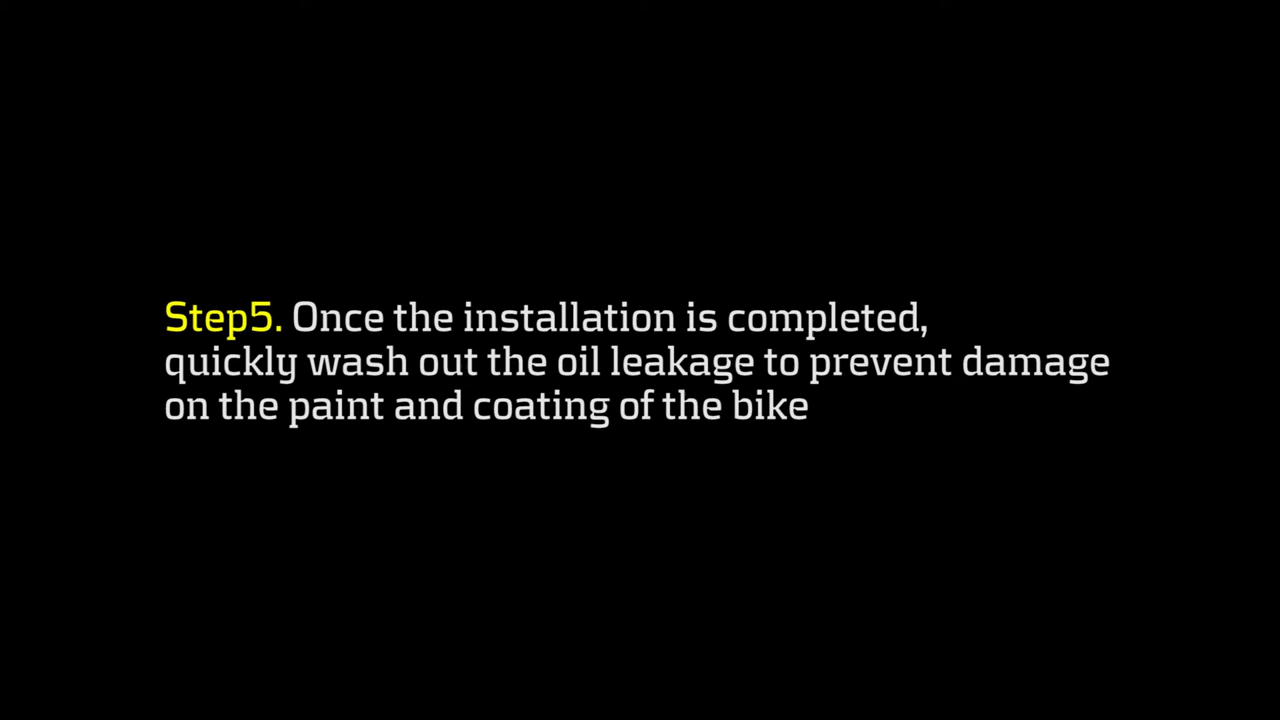 Step5. Once the installation is completed,
quickly wash out the oil leakage to prevent damage
on the paint and coating of the bike